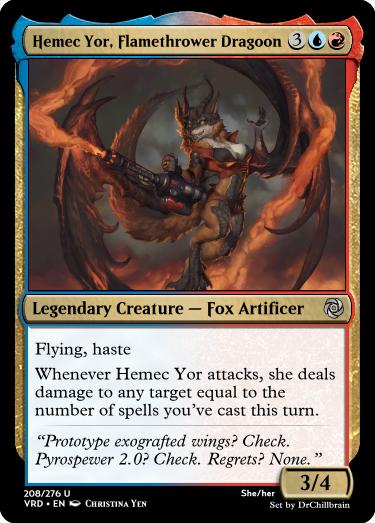 Hemec Yor, Flamethrower Dragoon 3
Legendary Creature — Fox Artificer
Flying, haste
Whenever Hemec Yor attacks, she deals
damage to any target equal to the
number of spells you've cast this turn.
"Prototype exografted wings? Check.
Pyrospewer 2.0? Check. Regrets? None."
3/4
208/276 U
VRD • EN Christina Yen
She/her
Set by DrChillbrain